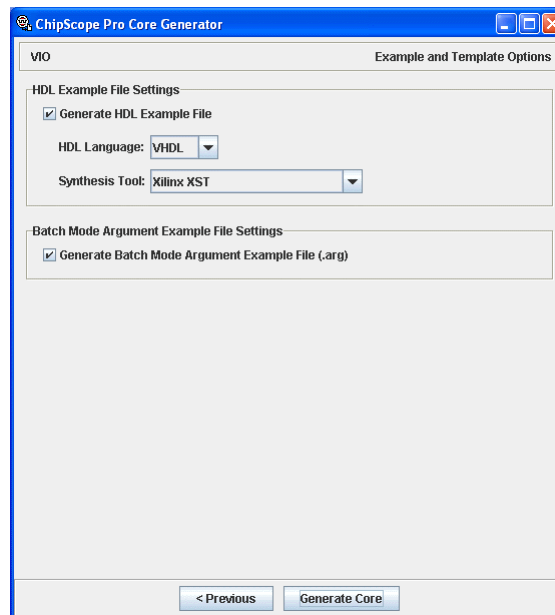 ChipScope Pro Core Generator
VIO Example and Template Options
HDL Example File Settings
Generate HDL Example File
HDL Language: VHDL
Synthesis Tool: Xilinx XST
Batch Mode Argument Example File Settings
Generate Batch Mode Argument Example File (.arg)
< Previous Generate Core